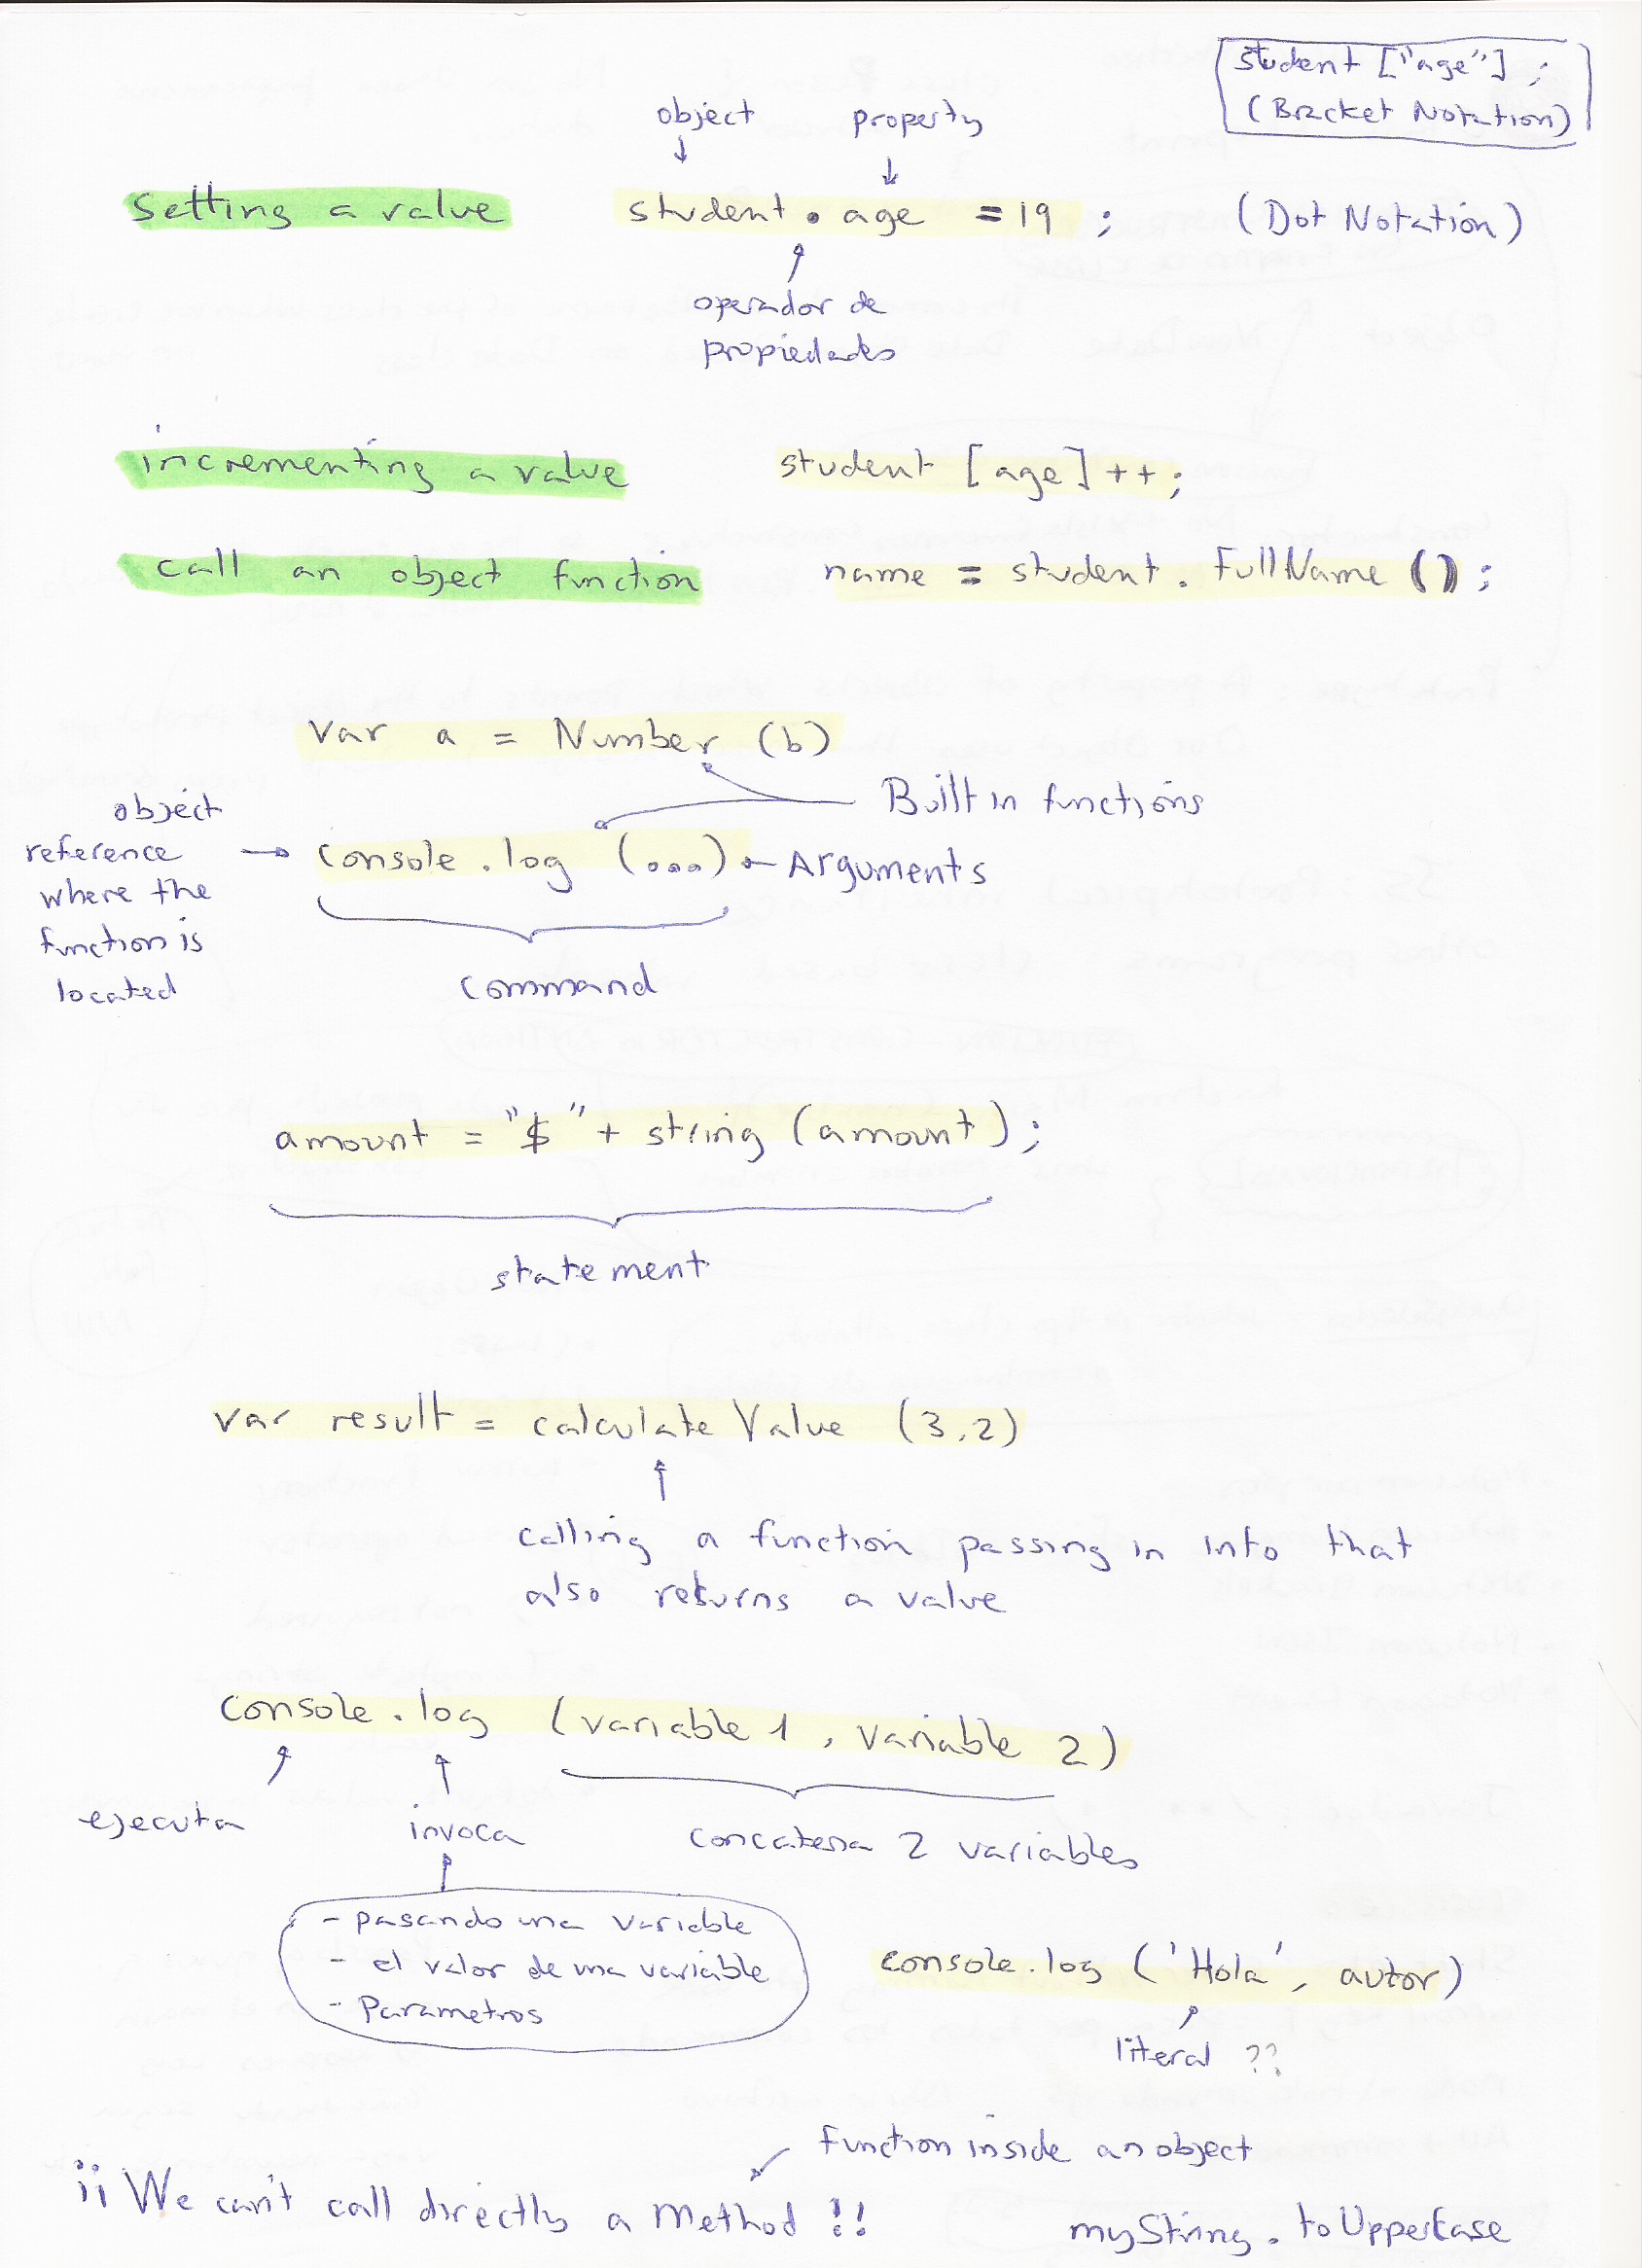 student ["age"] ;
(Bracket Notation)
object property
setting a value student . age = 19 ; (Dot Notation)
operador de
propiedades
incrementing a value student [age]++;
call an object function name = student. FullName ();
var a = Number (b)
Built in functions
object
reference
where the
function is
located
console.log (...) Arguments
command
amount = "$" + string (amount);
statement
var result = calculate Value (3,2)
calling a function passing in into that
also returns a value
console.log (variable 1, variable 2)
ejecuta invoca concatena 2 variables
- pasando una variable
- el valor de una variable
- Parametros
console.log ('Hola', autor)
literal ??
function inside an object
¡¡ We can't call directly a Method !!
myString. toUpperCase